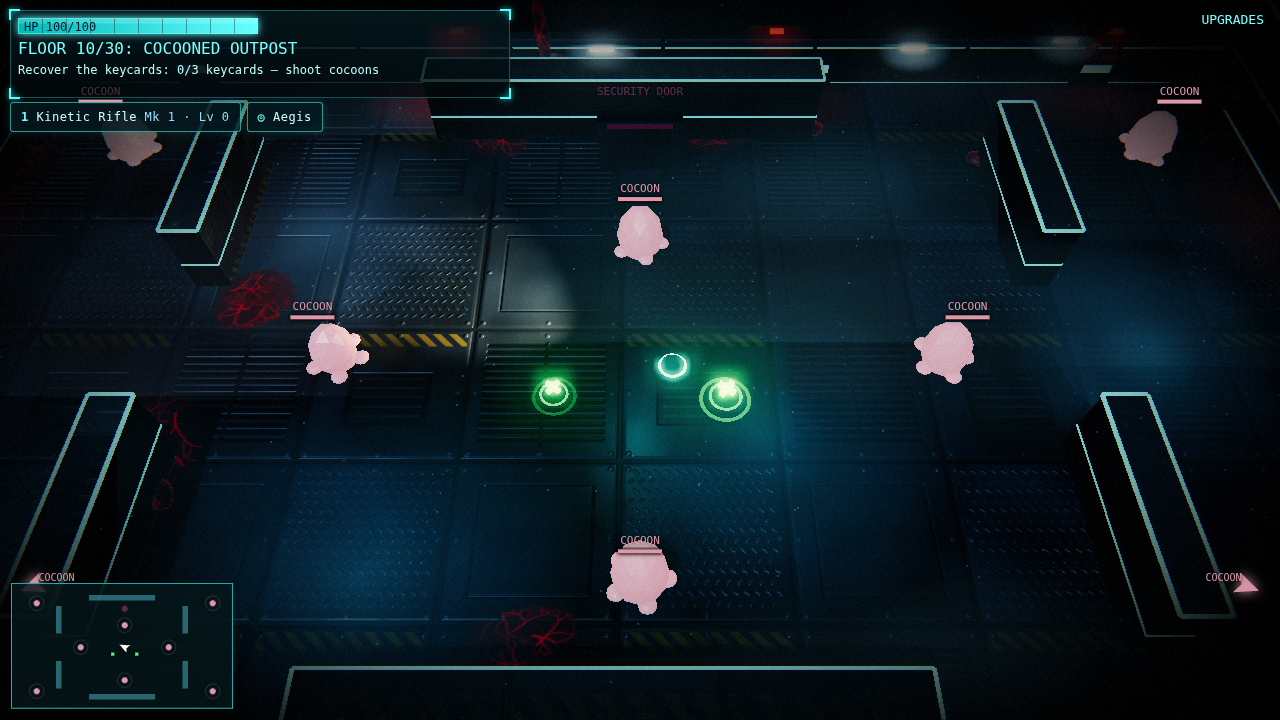 HP 100/100
UPGRADES
FLOOR 10/30: COCOONED OUTPOST
Recover the keycards: 0/3 keycards — shoot cocoons
COCOON
SECURITY DOOR
COCOON
1 Kinetic Rifle Mk 1 · Lv 0
◎ Aegis
COCOON
COCOON
COCOON
COCOON
COCOON
COCOON